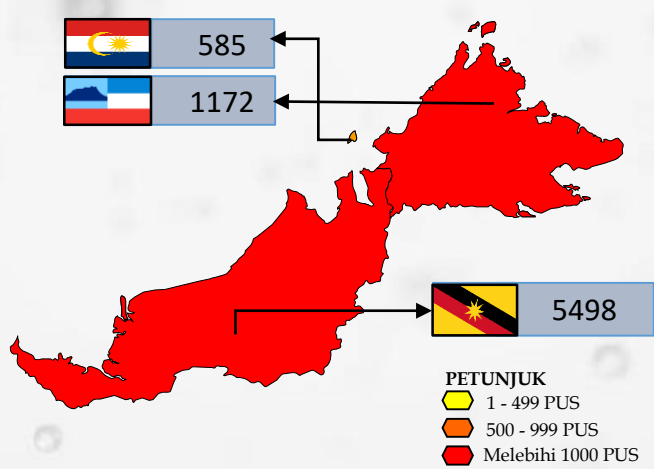 585
1172
5498
PETUNJUK
1 - 499 PUS
500 - 999 PUS
Melebihi 1000 PUS